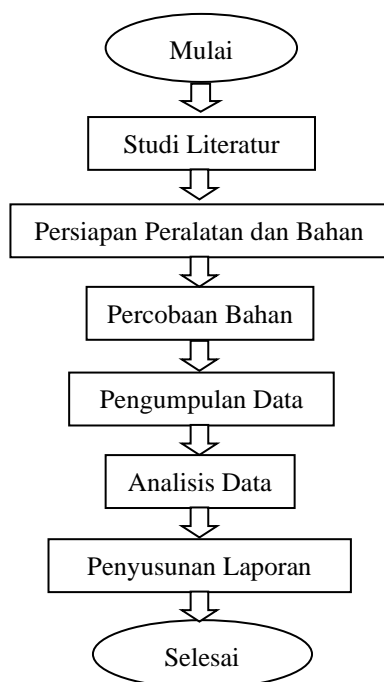 Mulai
Studi Literatur
Persiapan Peralatan dan Bahan
Percobaan Bahan
Pengumpulan Data
Analisis Data
Penyusunan Laporan
Selesai